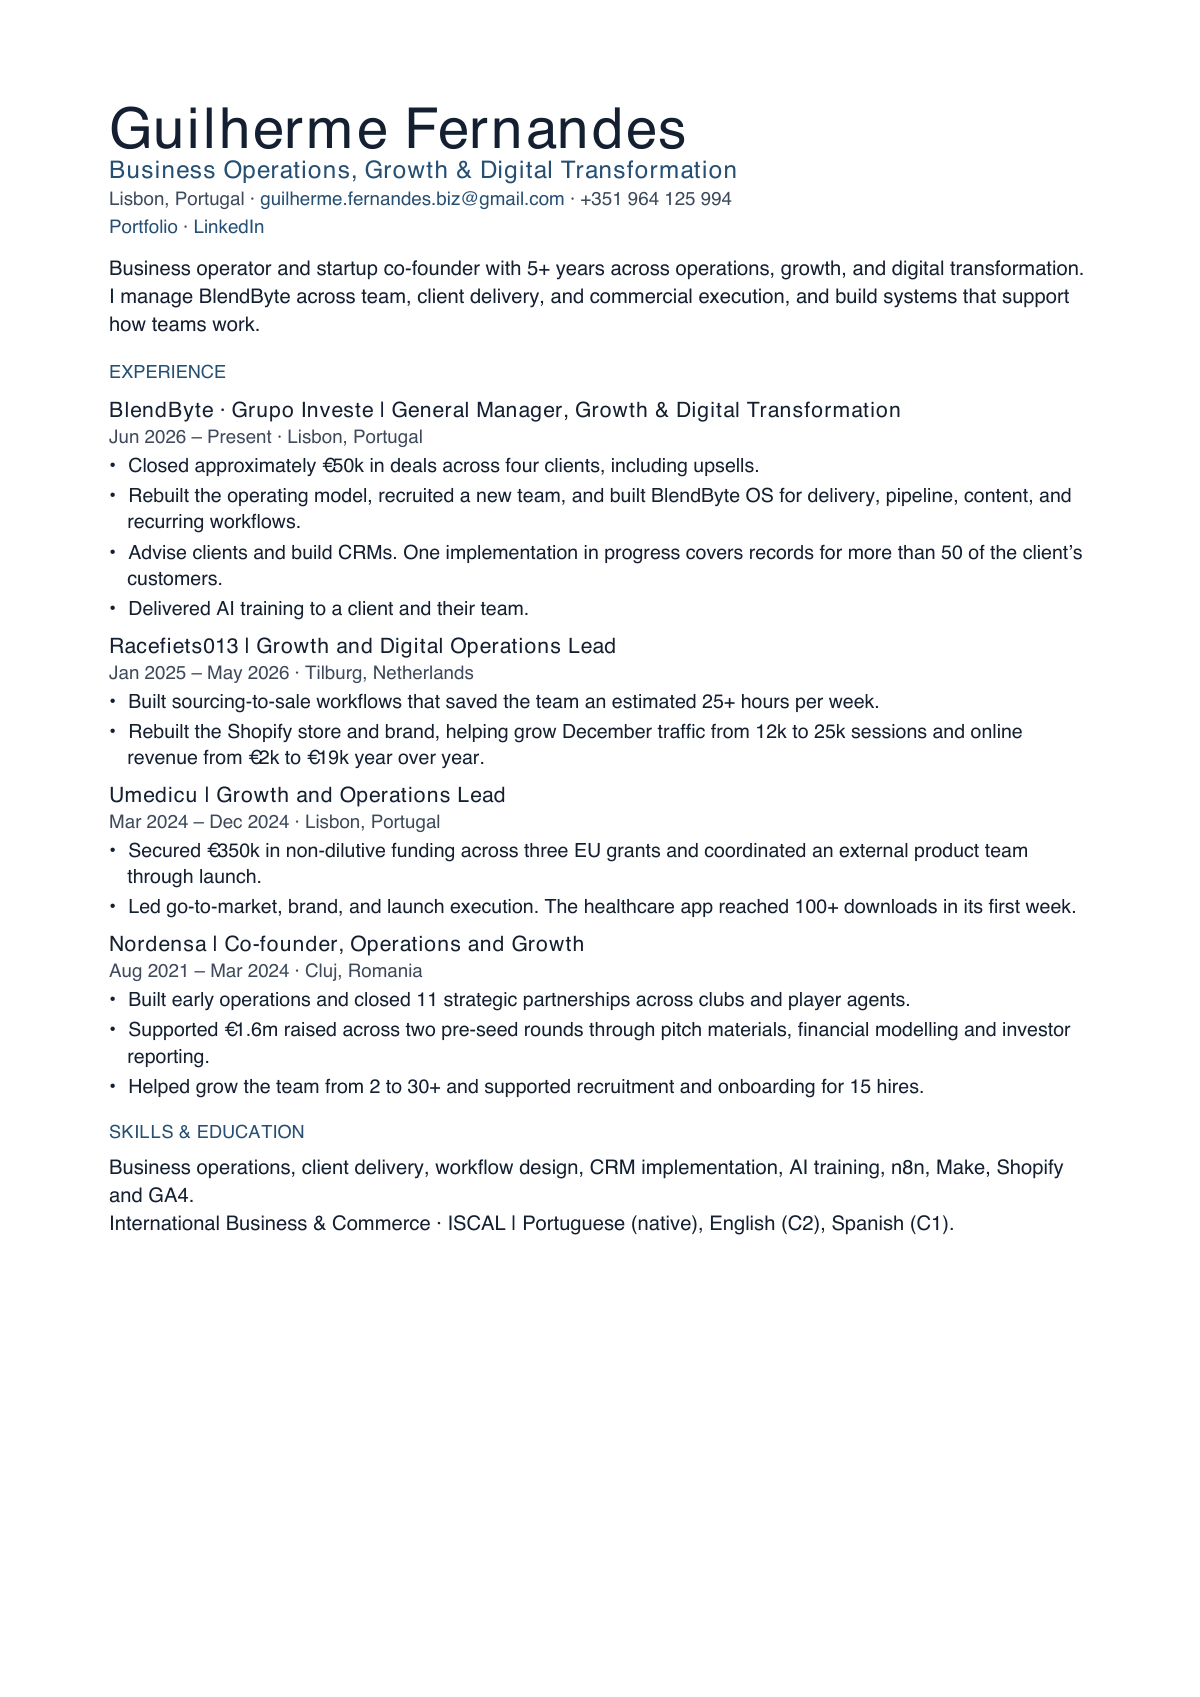 Guilherme Fernandes
Business Operations, Growth & Digital Transformation
Lisbon, Portugal · guilherme.fernandes.biz@gmail.com · +351 964 125 994
Portfolio · LinkedIn
Business operator and startup co-founder with 5+ years across operations, growth, and digital transformation.
I manage BlendByte across team, client delivery, and commercial execution, and build systems that support
how teams work.
EXPERIENCE
BlendByte · Grupo Investe | General Manager, Growth & Digital Transformation
Jun 2026 – Present · Lisbon, Portugal
• Closed approximately €50k in deals across four clients, including upsells.
• Rebuilt the operating model, recruited a new team, and built BlendByte OS for delivery, pipeline, content, and
recurring workflows.
• Advise clients and build CRMs. One implementation in progress covers records for more than 50 of the client’s
customers.
• Delivered AI training to a client and their team.
Racefiets013 | Growth and Digital Operations Lead
Jan 2025 – May 2026 · Tilburg, Netherlands
• Built sourcing-to-sale workflows that saved the team an estimated 25+ hours per week.
• Rebuilt the Shopify store and brand, helping grow December traffic from 12k to 25k sessions and online
revenue from €2k to €19k year over year.
Umedicu | Growth and Operations Lead
Mar 2024 – Dec 2024 · Lisbon, Portugal
• Secured €350k in non-dilutive funding across three EU grants and coordinated an external product team
through launch.
• Led go-to-market, brand, and launch execution. The healthcare app reached 100+ downloads in its first week.
Nordensa | Co-founder, Operations and Growth
Aug 2021 – Mar 2024 · Cluj, Romania
• Built early operations and closed 11 strategic partnerships across clubs and player agents.
• Supported €1.6m raised across two pre-seed rounds through pitch materials, financial modelling and investor
reporting.
• Helped grow the team from 2 to 30+ and supported recruitment and onboarding for 15 hires.
SKILLS & EDUCATION
Business operations, client delivery, workflow design, CRM implementation, AI training, n8n, Make, Shopify
and GA4.
International Business & Commerce · ISCAL | Portuguese (native), English (C2), Spanish (C1).